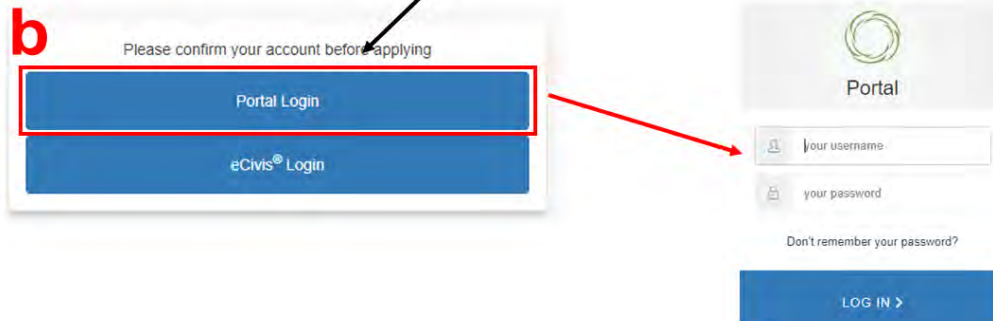 b
Please confirm your account before applying
Portal Login
eCivis® Login
Portal
your username
your password
Don't remember your password?
LOG IN >